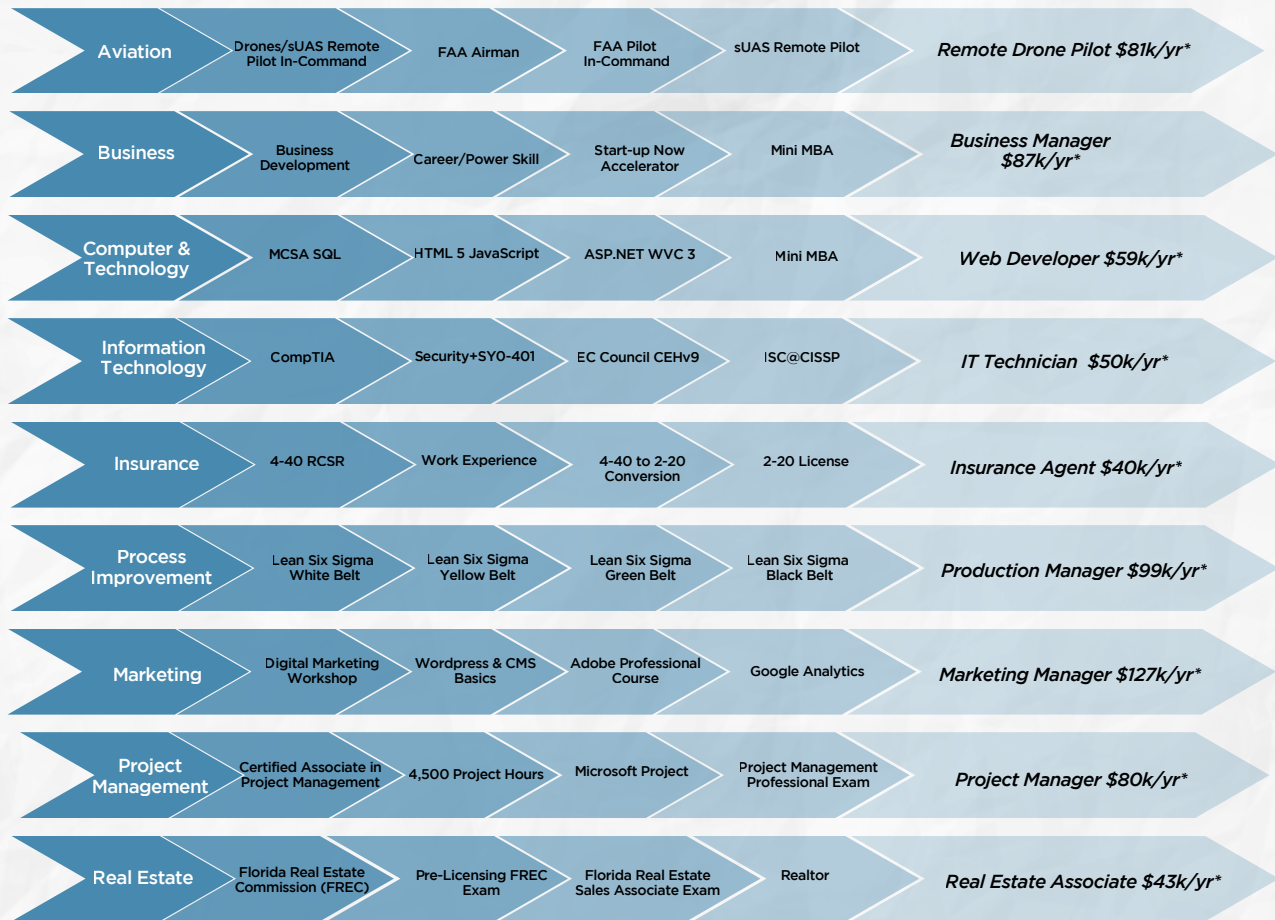 Aviation
Drones/sUAS Remote
Pilot In-Command
FAA Airman
FAA Pilot
In-Command
sUAS Remote Pilot
Remote Drone Pilot $81k/yr*
Business
Business
Development
Career/Power Skill
Start-up Now
Accelerator
Mini MBA
Business Manager
$87k/yr*
Computer &
Technology
MCSA SQL
HTML 5 JavaScript
ASP.NET WVC 3
Mini MBA
Web Developer $59k/yr*
Information
Technology
CompTIA
Security+SY0-401
EC Council CEHv9
ISC@CISSP
IT Technician $50k/yr*
Insurance
4-40 RCSR
Work Experience
4-40 to 2-20
Conversion
2-20 License
Insurance Agent $40k/yr*
Process
Improvement
Lean Six Sigma
White Belt
Lean Six Sigma
Yellow Belt
Lean Six Sigma
Green Belt
Lean Six Sigma
Black Belt
Production Manager $99k/yr*
Marketing
Digital Marketing
Workshop
Wordpress & CMS
Basics
Adobe Professional
Course
Google Analytics
Marketing Manager $127k/yr*
Project
Management
Certified Associate in
Project Management
4,500 Project Hours
Microsoft Project
Project Management
Professional Exam
Project Manager $80k/yr*
Real Estate
Florida Real Estate
Commission (FREC)
Pre-Licensing FREC
Exam
Florida Real Estate
Sales Associate Exam
Realtor
Real Estate Associate $43k/yr*